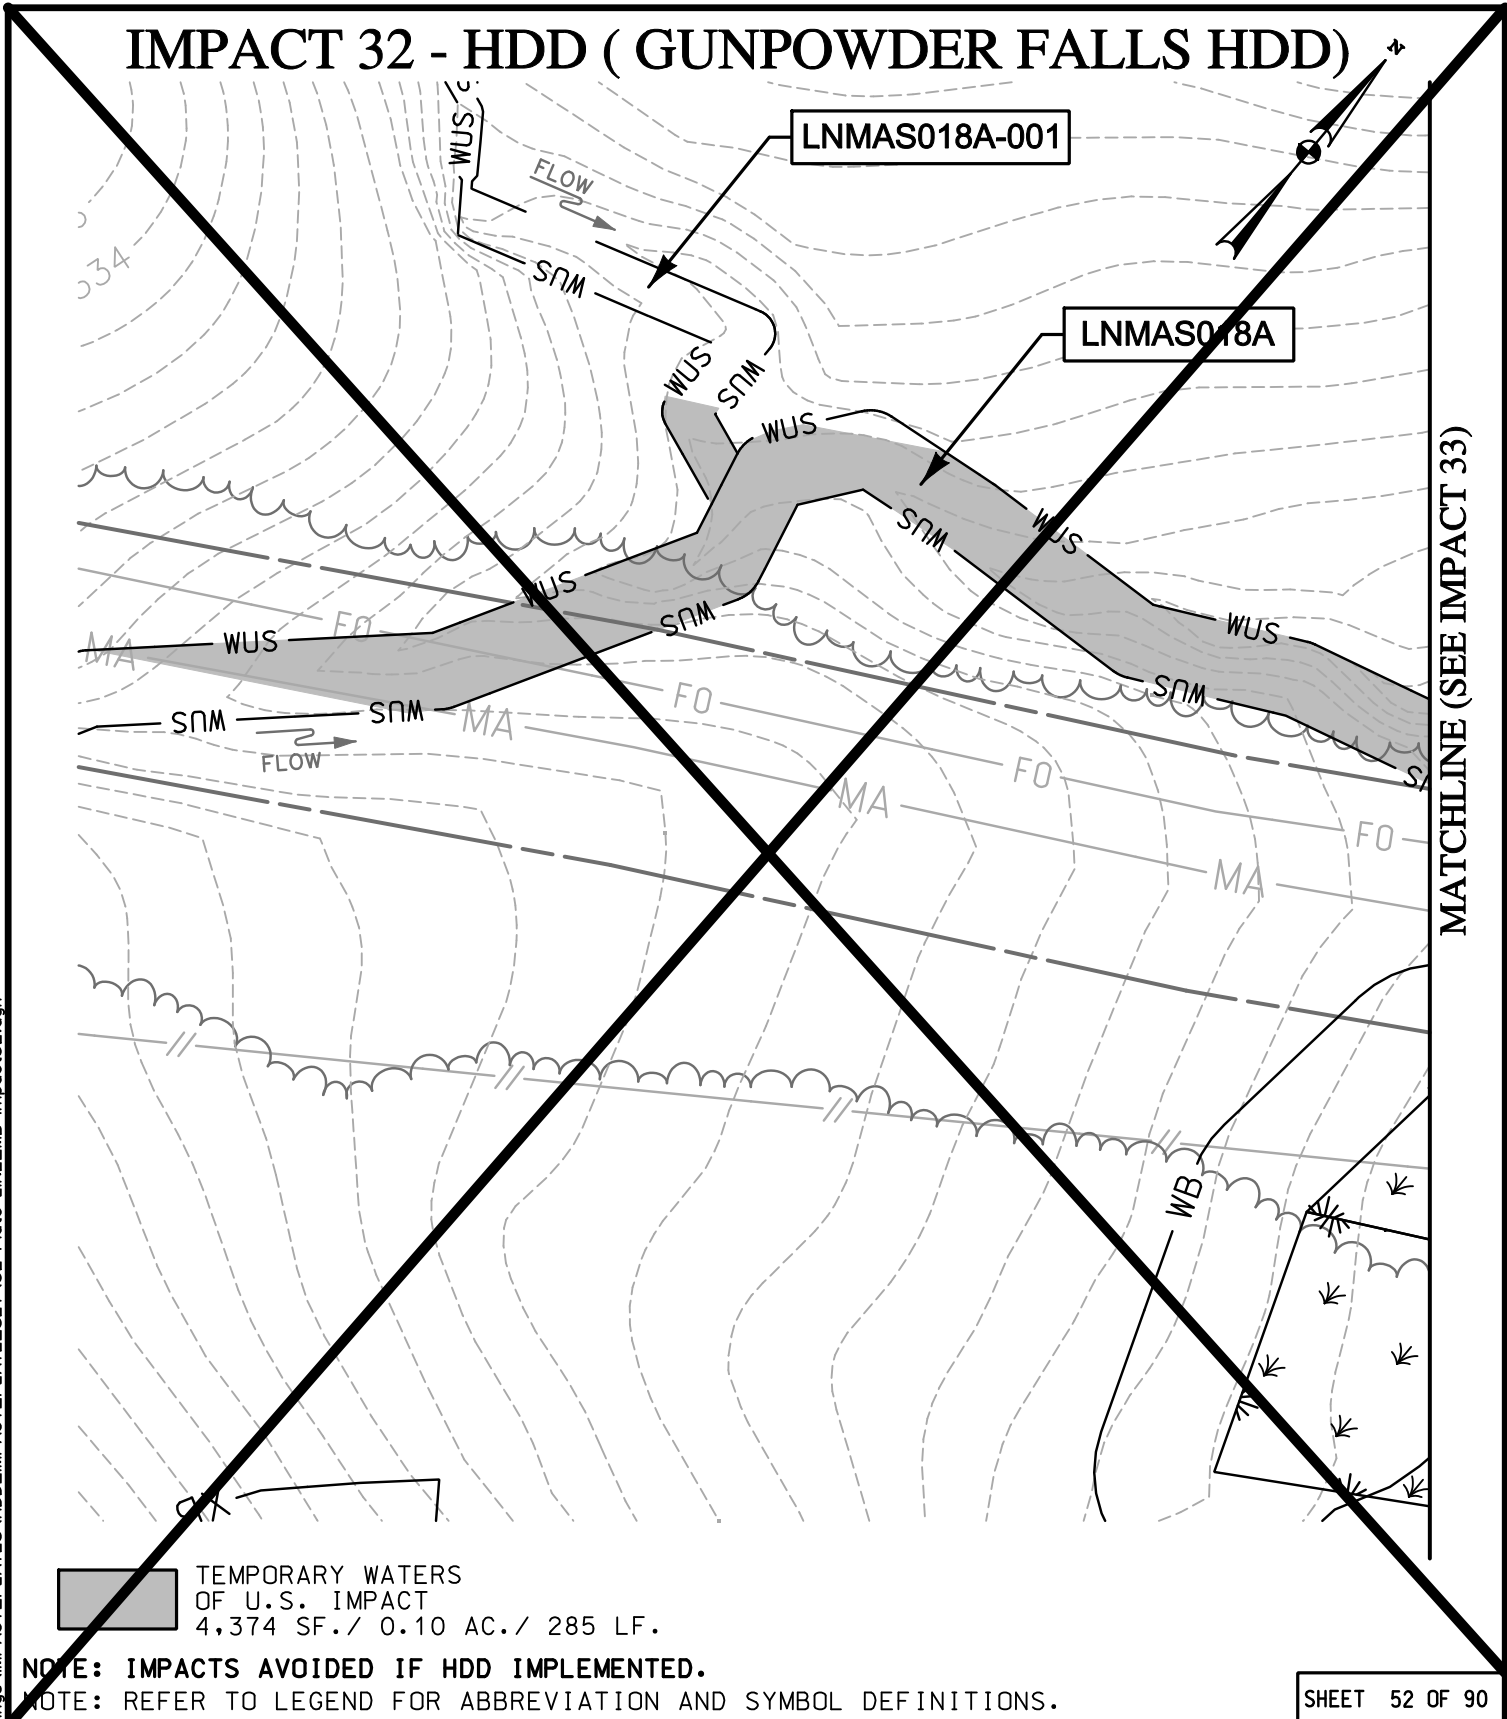 IMPACT 32 - HDD ( GUNPOWDER FALLS HDD)
N
WUS
LNMAS018A-001
FLOW
634
WUS
LNMAS018A
WUS
WUS
WUS
WUS
WUS
MATCHLINE (SEE IMPACT 33)
WUS
FO
WUS
WUS
WUS
MA
FO
WUS
WUS
WUS
MA
FLOW
FO
MA
FO
MA
WB
TEMPORARY WATERS
OF U.S. IMPACT
4,374 SF./ 0.10 AC./ 285 LF.
NOTE: IMPACTS AVOIDED IF HDD IMPLEMENTED.
NOTE: REFER TO LEGEND FOR ABBREVIATION AND SYMBOL DEFINITIONS.
SHEET 52 OF 90